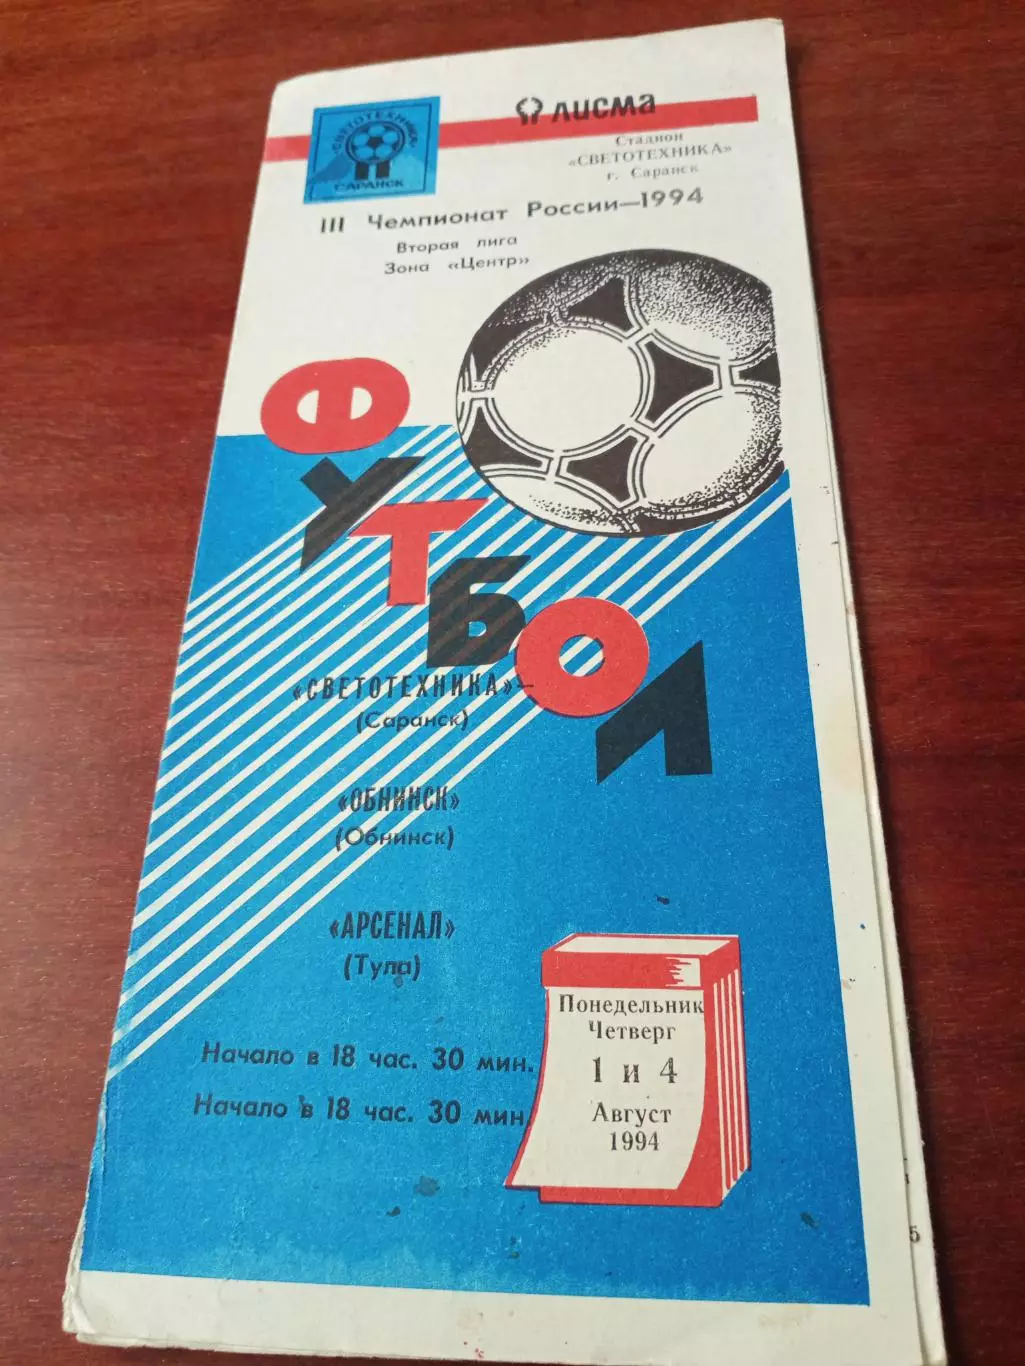 «СВЕТОТЕХНИКА»
САРАНСК
ЛИСМА
Стадион
«СВЕТОТЕХНИКА»
г. Саранск
III Чемпионат России—1994
Вторая лига
Зона «Центр»
ФУТБОЛ
«СВЕТОТЕХНИКА»—
(Саранск)
«ОБНИНСК»
(Обнинск)
«АРСЕНАЛ»
(Тула)
Начало в 18 час. 30 мин.
Начало в 18 час. 30 мин.
Понедельник
Четверг
1 и 4
Август
1994
5